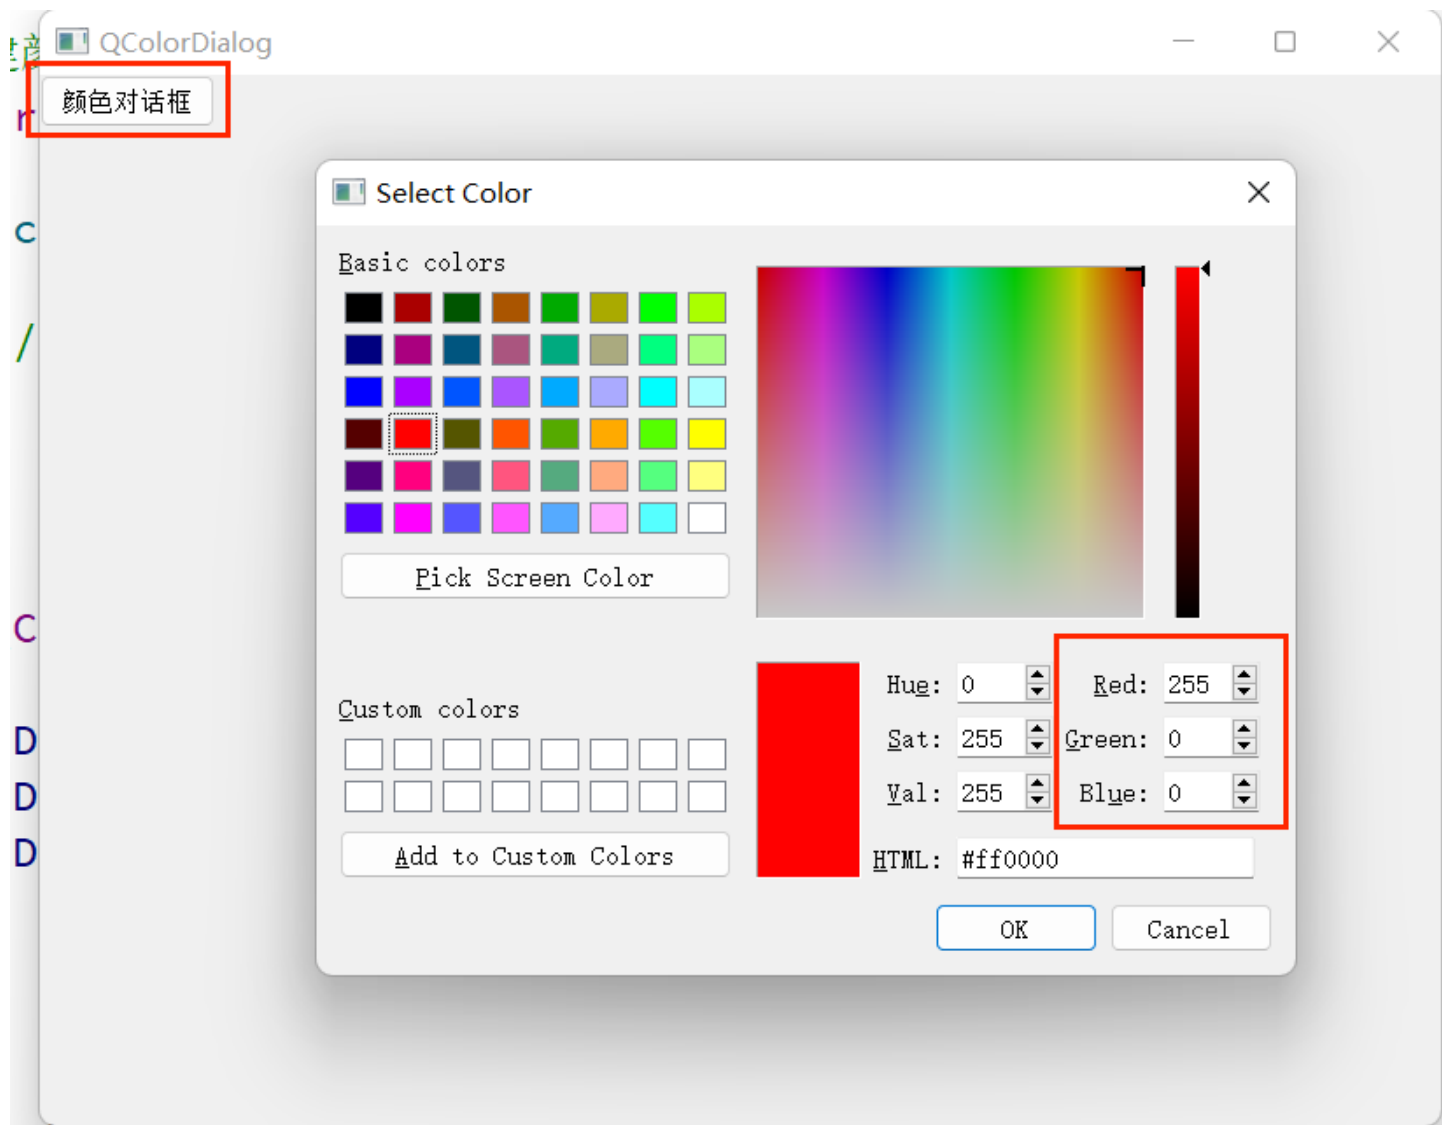 QColorDialog
颜色对话框
r
c
/
C
D
D
D
Select Color
Basic colors
Pick Screen Color
Custom colors
Add to Custom Colors
Hue: 0 Red: 255
Sat: 255 Green: 0
Val: 255 Blue: 0
HTML: #ff0000
OK Cancel